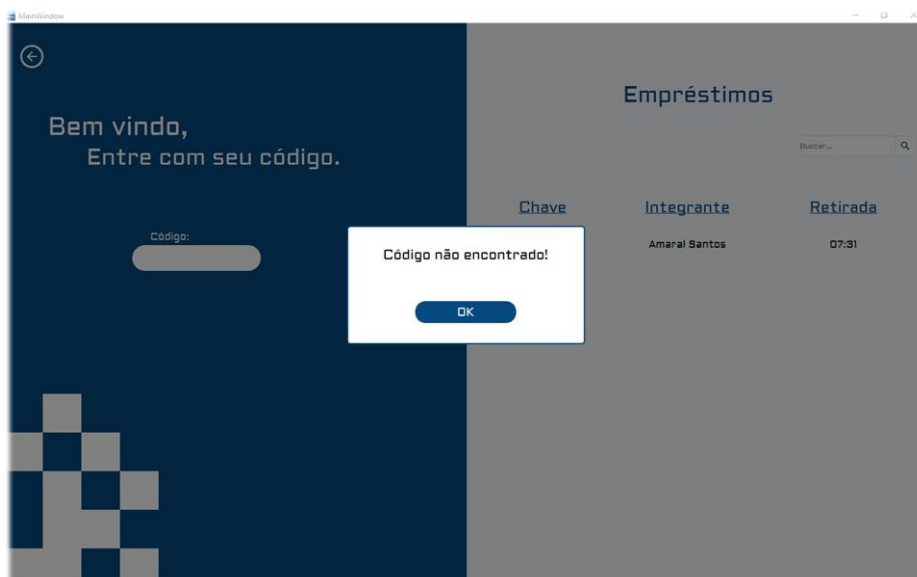 MainWindow
Bem vindo,
Entre com seu código.
Código:
Empréstimos
Buscar...
Chave Integrante Retirada
Amaral Santos 07:31
Código não encontrado!
OK